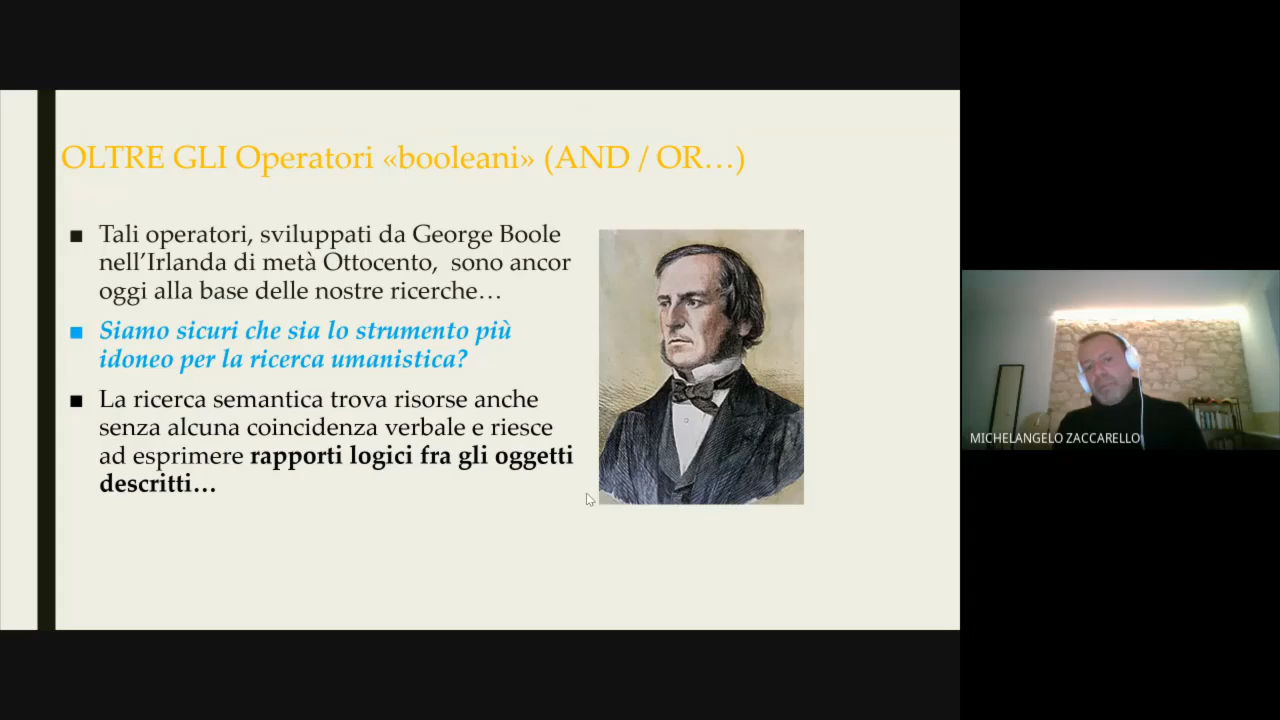 OLTRE GLI Operatori «booleani» (AND / OR…)
■ Tali operatori, sviluppati da George Boole
nell’Irlanda di metà Ottocento,  sono ancor
oggi alla base delle nostre ricerche…
■ Siamo sicuri che sia lo strumento più
idoneo per la ricerca umanistica?
■ La ricerca semantica trova risorse anche
senza alcuna coincidenza verbale e riesce
ad esprimere rapporti logici fra gli oggetti
descritti…
MICHELANGELO ZACCARELLO